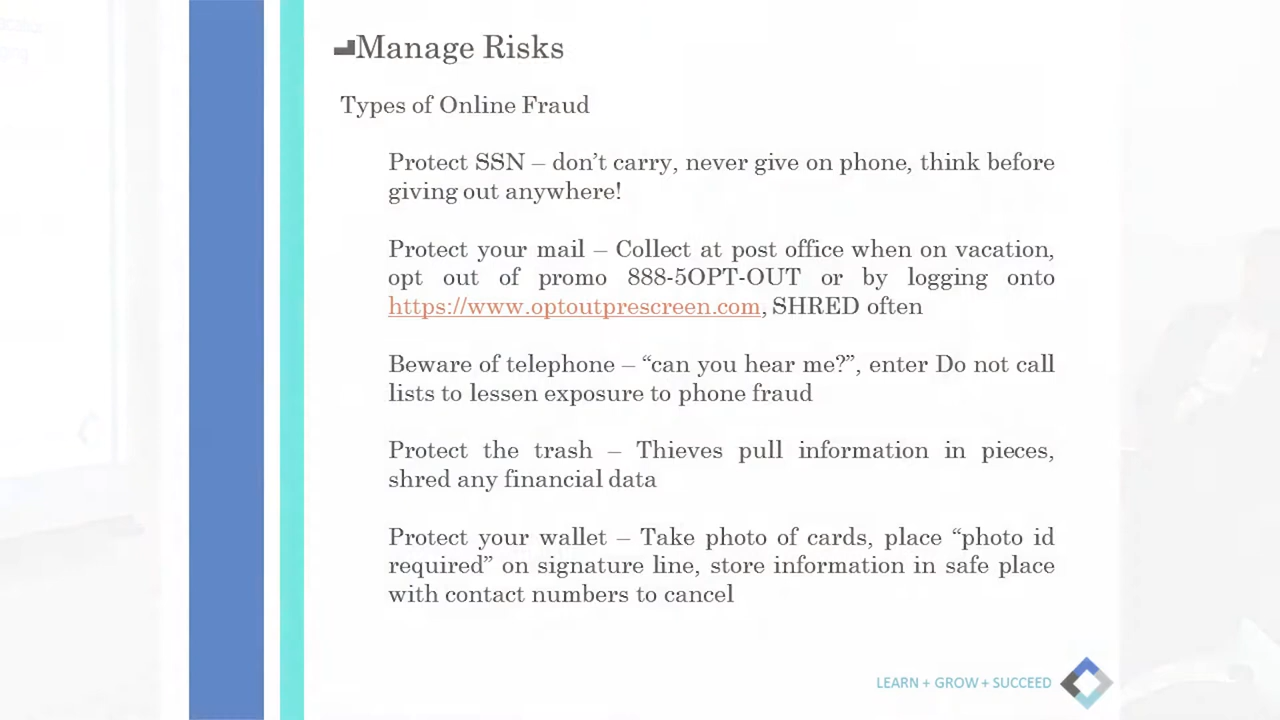 Manage Risks
Types of Online Fraud
Protect SSN – don’t carry, never give on phone, think before
giving out anywhere!
Protect your mail – Collect at post office when on vacation,
opt out of promo 888-5OPT-OUT or by logging onto
https://www.optoutprescreen.com, SHRED often
Beware of telephone – “can you hear me?”, enter Do not call
lists to lessen exposure to phone fraud
Protect the trash – Thieves pull information in pieces,
shred any financial data
Protect your wallet – Take photo of cards, place “photo id
required” on signature line, store information in safe place
with contact numbers to cancel
LEARN + GROW + SUCCEED